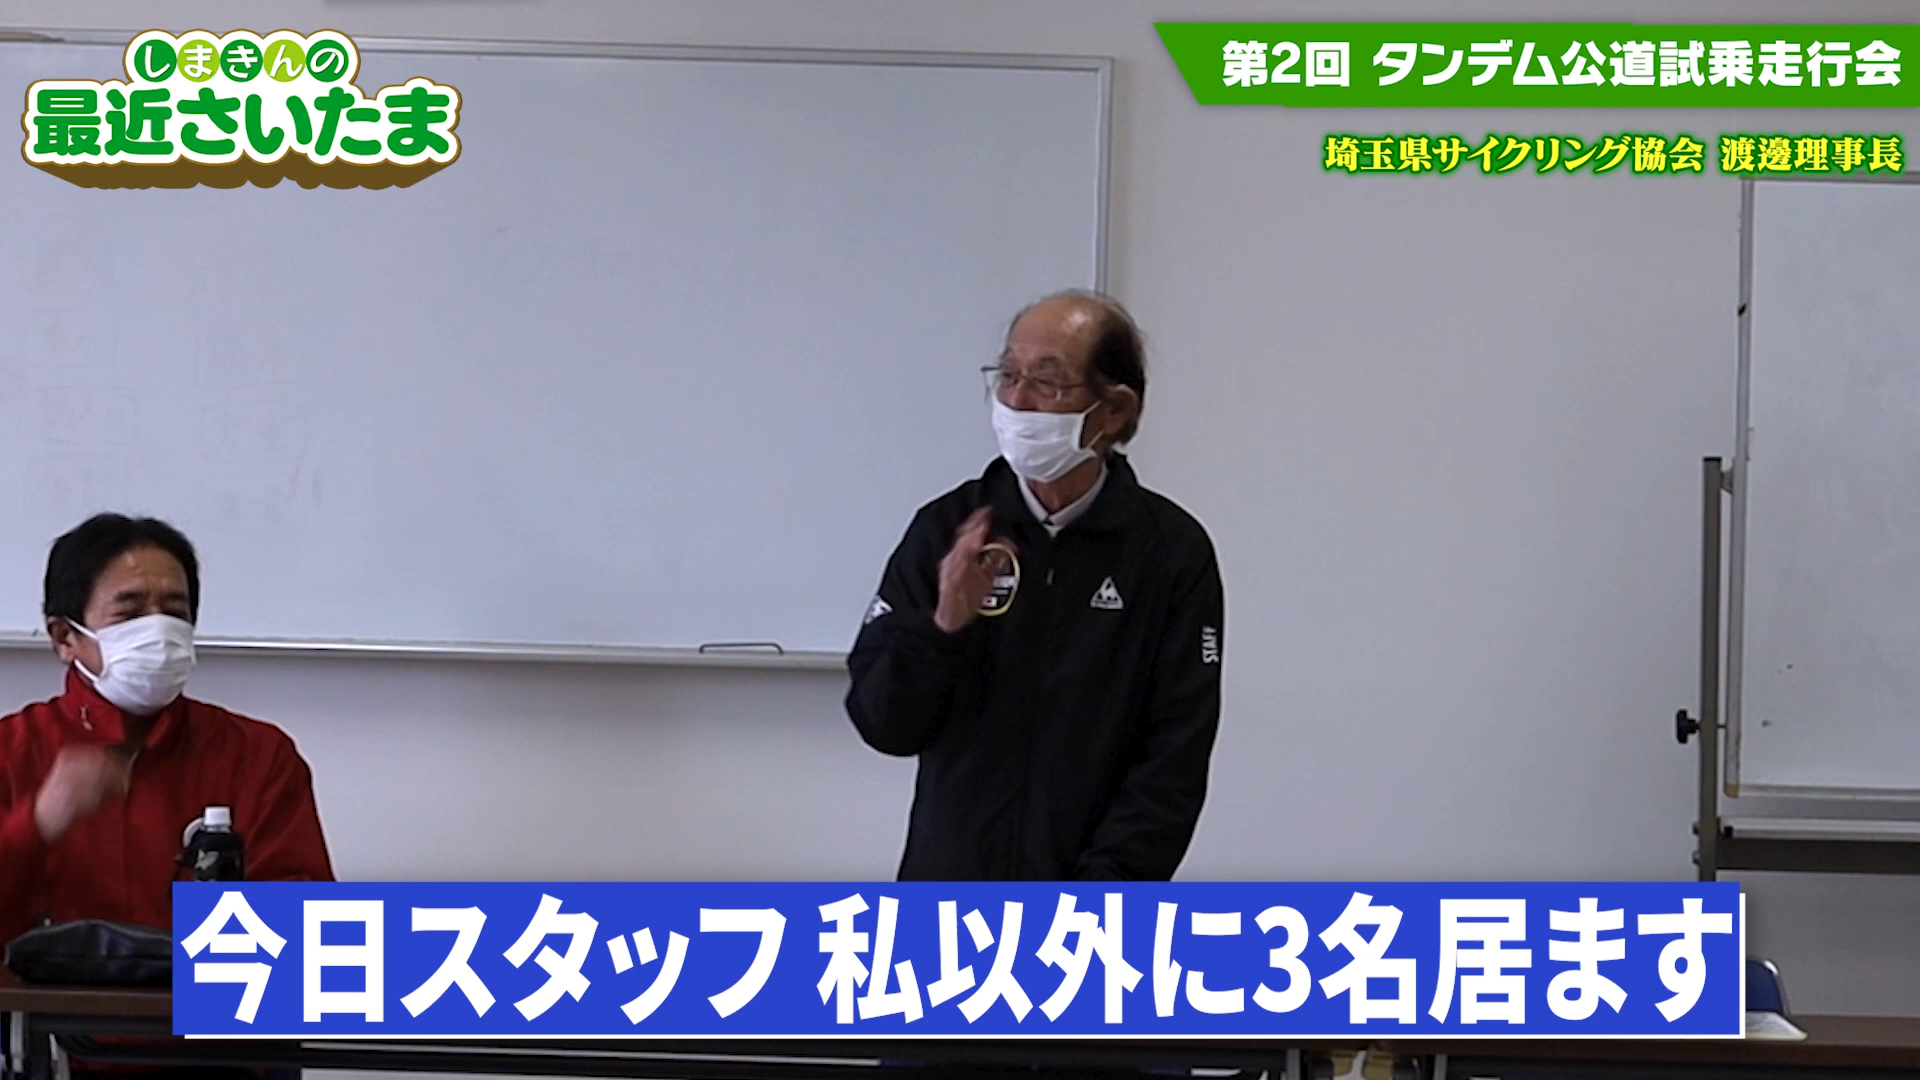 しまきんの
最近さいたま
第2回 タンデム公道試乗走行会
埼玉県サイクリング協会 渡邊理事長
STAFF
今日スタッフ 私以外に3名居ます